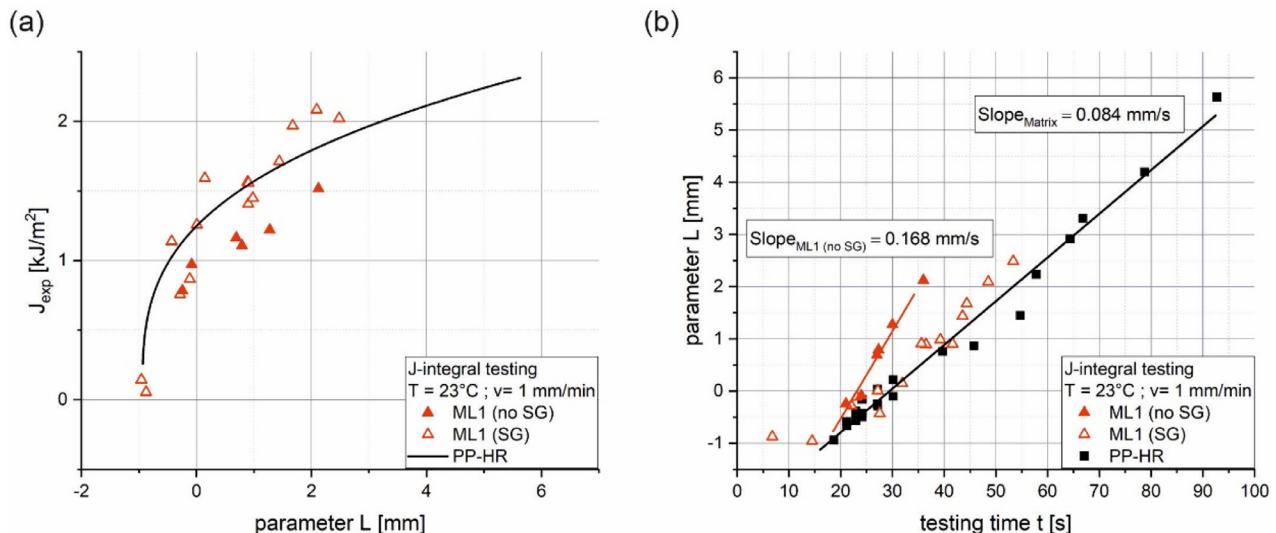 (a)
J_exp [kJ/m²]
2
1
0
-2
0
2
4
6
parameter L [mm]
J-integral testing
T = 23°C ; v= 1 mm/min
ML1 (no SG)
ML1 (SG)
PP-HR
(b)
parameter L [mm]
6
5
4
3
2
1
0
-1
0
10
20
30
40
50
60
70
80
90
100
testing time t [s]
Slope_Matrix = 0.084 mm/s
Slope_ML1 (no SG) = 0.168 mm/s
J-integral testing
T = 23°C ; v= 1 mm/min
ML1 (no SG)
ML1 (SG)
PP-HR